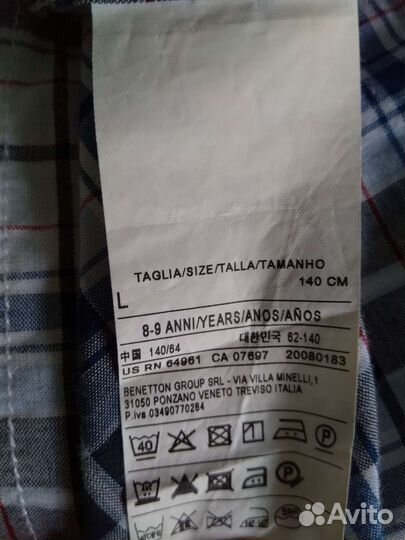 TAGLIA/SIZE/TALLA/TAMANHO
140 CM
L
8-9 ANNI/YEARS/ANOS/AÑOS
中国 140/64 대한민국 62-140
US RN 64961 CA 07697 20080183
BENETTON GROUP SRL - VIA VILLA MINELLI,1
31050 PONZANO VENETO TREVISO ITALIA
P.iva 03490770264
40 1 P
40 P
Avito